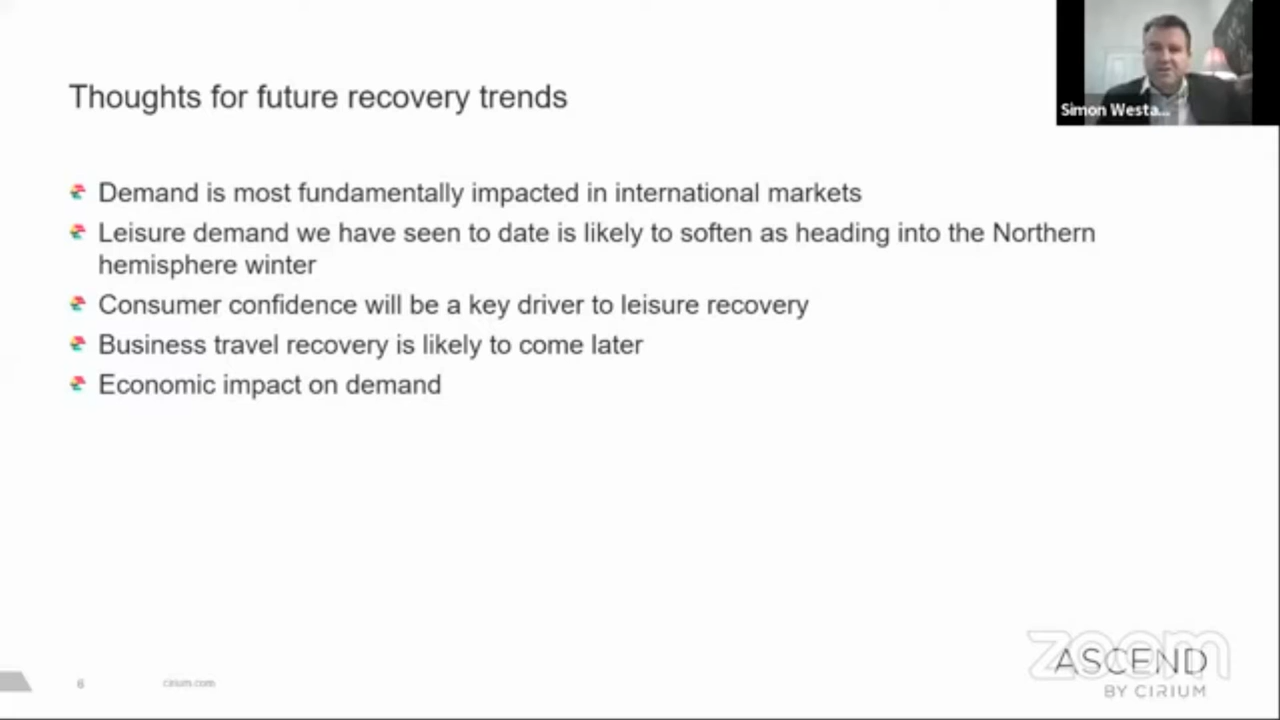 Thoughts for future recovery trends
Simon Westa...
Demand is most fundamentally impacted in international markets
Leisure demand we have seen to date is likely to soften as heading into the Northern
hemisphere winter
Consumer confidence will be a key driver to leisure recovery
Business travel recovery is likely to come later
Economic impact on demand
6
cirium.com
zoom
ASCEND
BY CIRIUM